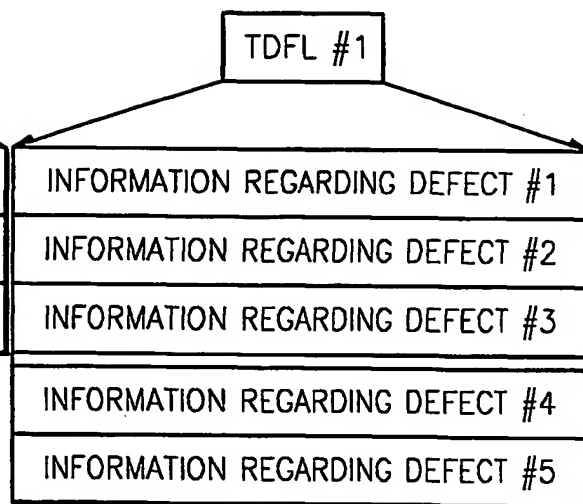 TDFL #1
INFORMATION REGARDING DEFECT #1
INFORMATION REGARDING DEFECT #2
INFORMATION REGARDING DEFECT #3
INFORMATION REGARDING DEFECT #4
INFORMATION REGARDING DEFECT #5